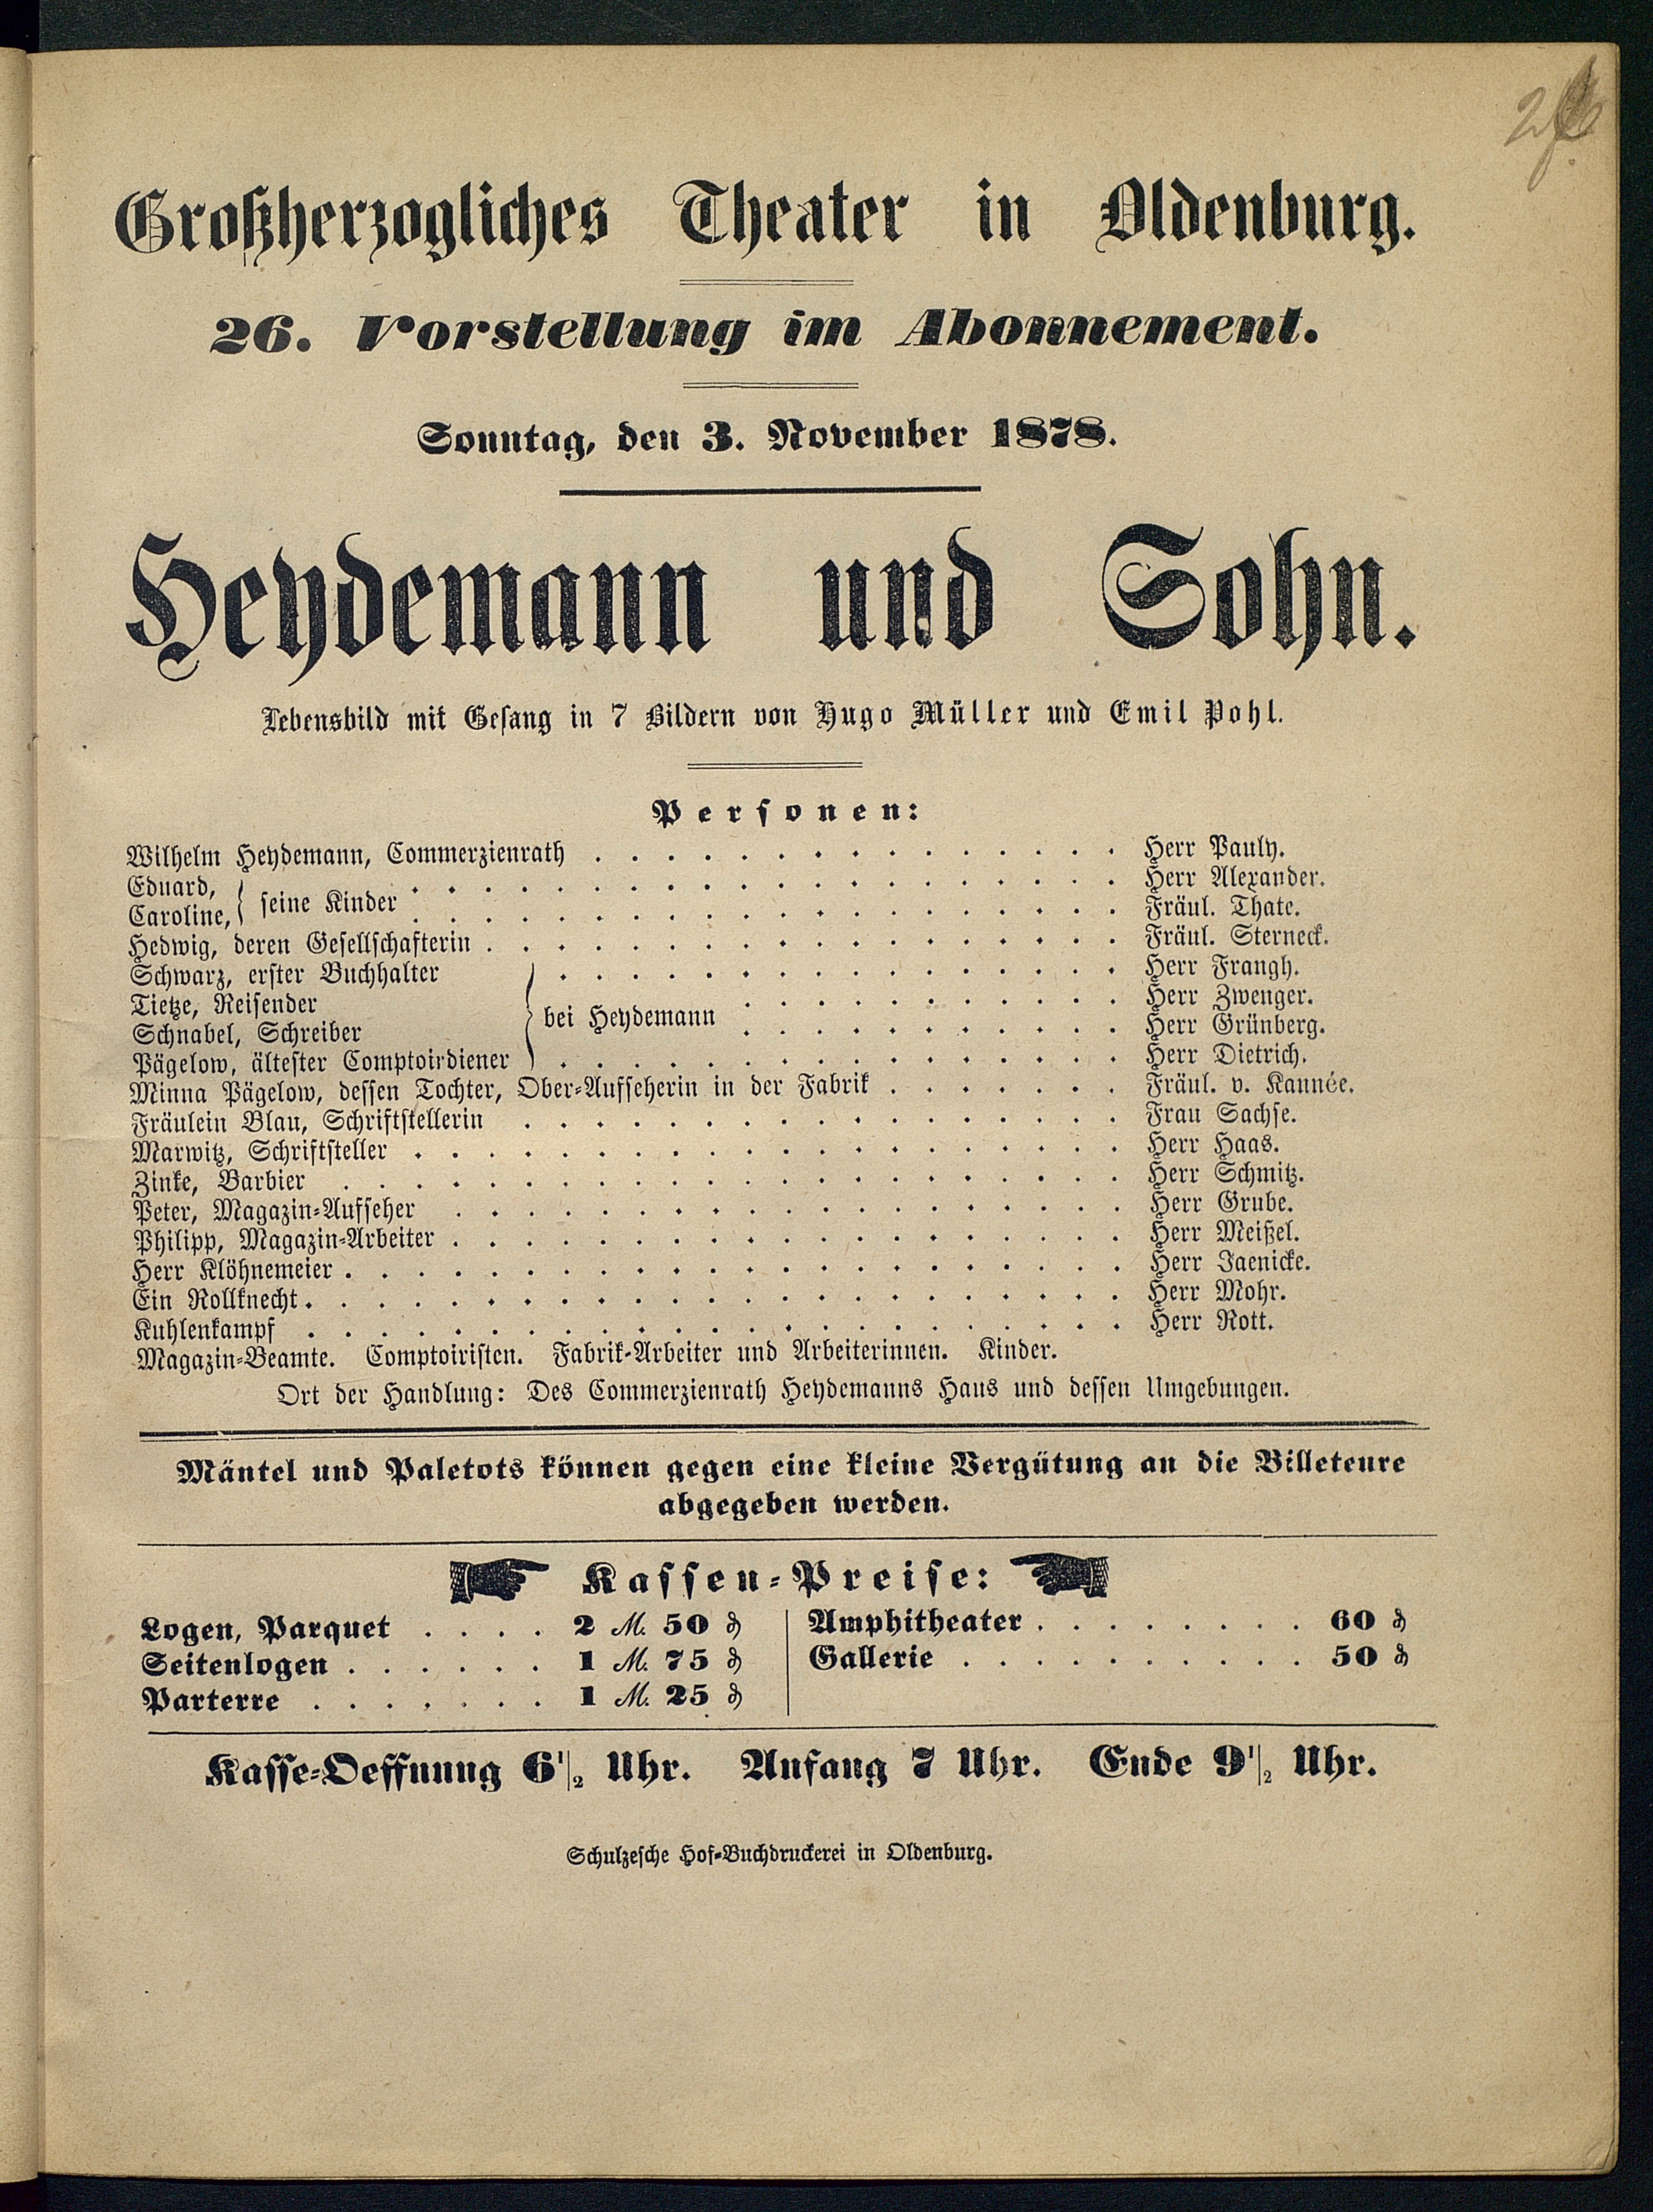 Großherzogliches Theater in Oldenburg.
26. Vorstellung im Abonnement.
Sonntag, den 3. November 1878.
Heydemann und Sohn.
Lebensbild mit Gesang in 7 Bildern von Hugo Müller und Emil Pohl.
Personen:
Wilhelm Heydemann, Commerzienrath . . . . . . . . . . . . . . . Herr Pauly.
Eduard, } seine Kinder . . . . . . . . . . . . . . . . . . . . Herr Alexander.
Caroline, } . . . . . . . . . . . . . . . . . . . . Fräul. Thate.
Hedwig, deren Gesellschafterin . . . . . . . . . . . . . . . . . . Fräul. Sterneck.
Schwarz, erster Buchhalter } . . . . . . . . . . . . . . . . Herr Frangh.
Tietze, Reisender } bei Heydemann . . . . . . . . . . . Herr Zwenger.
Schnabel, Schreiber } . . . . . . . . . . . Herr Grünberg.
Pägelow, ältester Comptoirdiener } . . . . . . . . . . . . . . . . Herr Dietrich.
Minna Pägelow, dessen Tochter, Ober-Aufseherin in der Fabrik . . . . . . . Fräul. v. Kannée.
Fräulein Blau, Schriftstellerin . . . . . . . . . . . . . . . . . Frau Sachse.
Marwitz, Schriftsteller . . . . . . . . . . . . . . . . . . . . Herr Haas.
Zinke, Barbier . . . . . . . . . . . . . . . . . . . . . . Herr Schmitz.
Peter, Magazin-Aufseher . . . . . . . . . . . . . . . . . . . Herr Grube.
Philipp, Magazin-Arbeiter . . . . . . . . . . . . . . . . . . . Herr Meißel.
Herr Klöhnemeier . . . . . . . . . . . . . . . . . . . . . . Herr Jaenicke.
Ein Rollknecht . . . . . . . . . . . . . . . . . . . . . . . Herr Mohr.
Kuhlenkampf . . . . . . . . . . . . . . . . . . . . . . . Herr Rott.
Magazin-Beamte. Comptoiristen. Fabrik-Arbeiter und Arbeiterinnen. Kinder.
Ort der Handlung: Des Commerzienrath Heydemanns Haus und dessen Umgebungen.
Mäntel und Paletots können gegen eine kleine Vergütung an die Billeteure
abgegeben werden.
Kassen-Preise:
Logen, Parquet . . . . 2 M. 50 ₰
Seitenlogen . . . . . . 1 M. 75 ₰
Parterre . . . . . . . 1 M. 25 ₰
Amphitheater . . . . . . . . 60 ₰
Gallerie . . . . . . . . . . 50 ₰
Kasse-Oeffnung 6 1/2 Uhr. Anfang 7 Uhr. Ende 9 1/2 Uhr.
Schulzesche Hof-Buchdruckerei in Oldenburg.